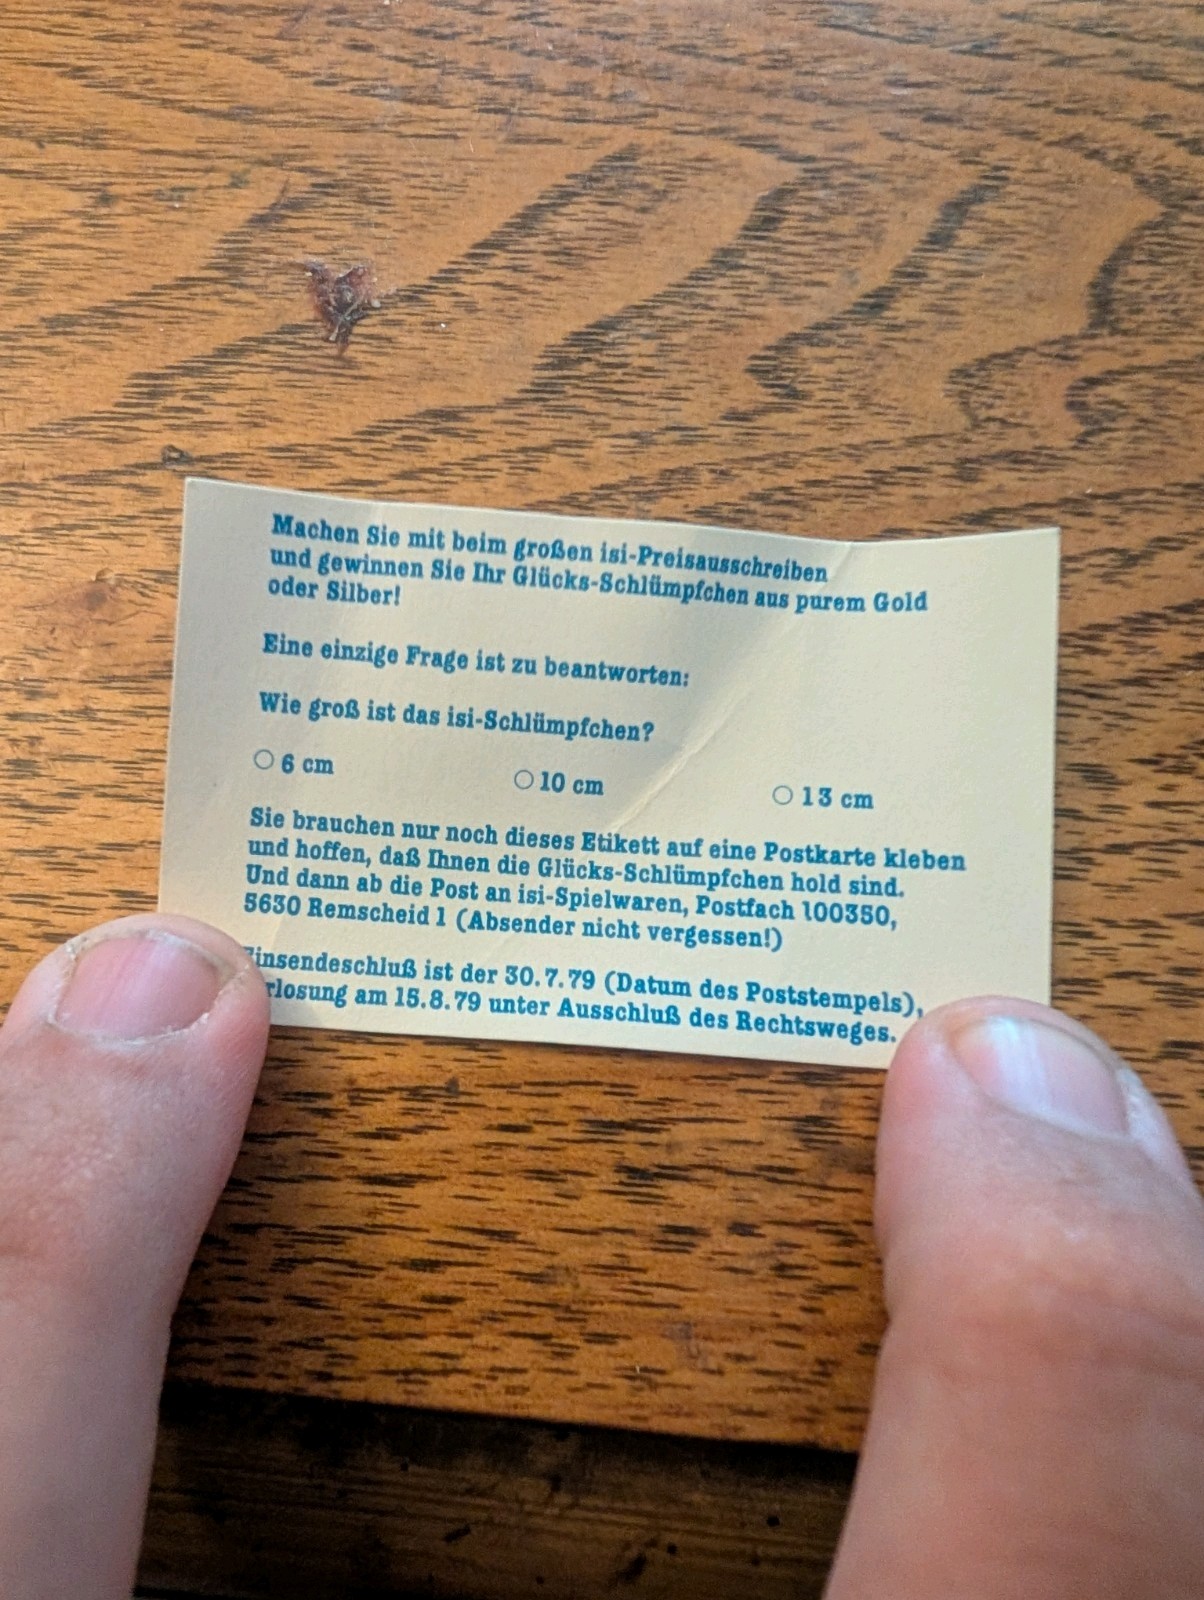 Machen Sie mit beim großen isi-Preisausschreiben
und gewinnen Sie Ihr Glücks-Schlümpfchen aus purem Gold
oder Silber!
Eine einzige Frage ist zu beantworten:
Wie groß ist das isi-Schlümpfchen?
6 cm 10 cm 13 cm
Sie brauchen nur noch dieses Etikett auf eine Postkarte kleben
und hoffen, daß Ihnen die Glücks-Schlümpfchen hold sind.
Und dann ab die Post an isi-Spielwaren, Postfach 100350,
5630 Remscheid 1 (Absender nicht vergessen!)
Einsendeschluß ist der 30.7.79 (Datum des Poststempels),
rlosung am 15.8.79 unter Ausschluß des Rechtsweges.